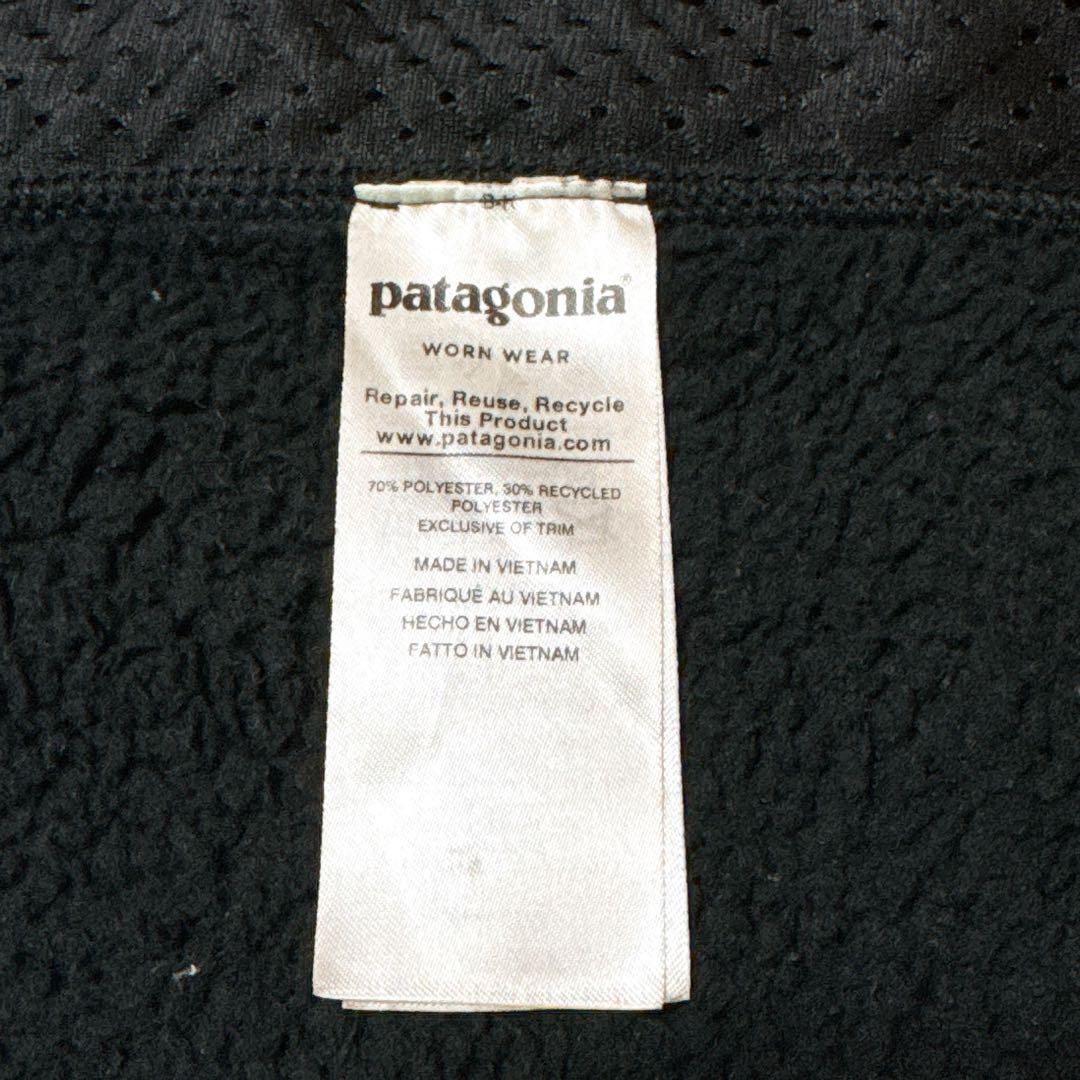 patagonia®
WORN WEAR
Repair, Reuse, Recycle
This Product
www.patagonia.com
70% POLYESTER, 30% RECYCLED
POLYESTER
EXCLUSIVE OF TRIM
MADE IN VIETNAM
FABRIQUÉ AU VIETNAM
HECHO EN VIETNAM
FATTO IN VIETNAM